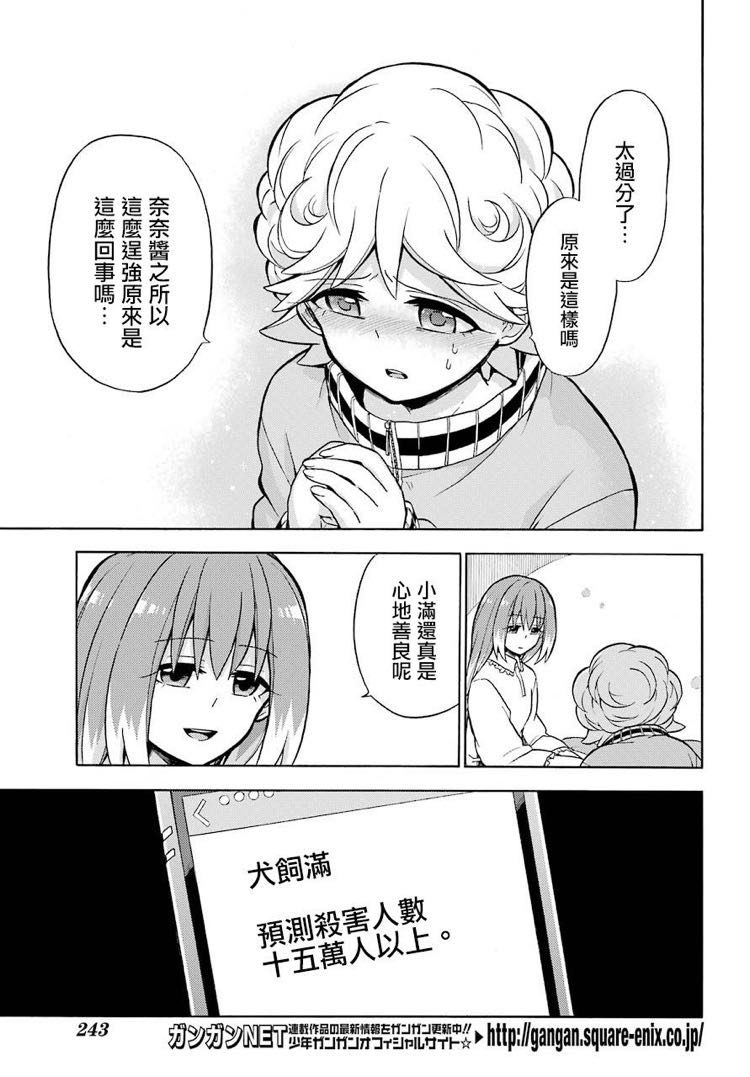 太過分了…
原來是這樣嗎
奈奈醬之所以
這麼逞強原來是
這麼回事嗎…
小滿還真是
心地善良呢
犬飼滿
預測殺害人數
十五萬人以上。
243
ガンガンNET
連載作品の最新情報をガンガン更新中!!
少年ガンガンオフィシャルサイト☆
▶http://gangan.square-enix.co.jp/